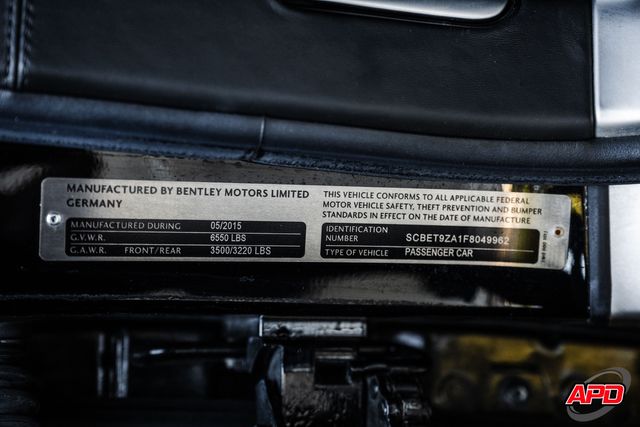 MANUFACTURED BY BENTLEY MOTORS LIMITED
GERMANY
MANUFACTURED DURING 05/2015
G.V.W.R. 6550 LBS
G.A.W.R. FRONT/REAR 3500/3220 LBS
THIS VEHICLE CONFORMS TO ALL APPLICABLE FEDERAL
MOTOR VEHICLE SAFETY, THEFT PREVENTION AND BUMPER
STANDARDS IN EFFECT ON THE DATE OF MANUFACTURE
IDENTIFICATION
NUMBER SCBET9ZA1F8049962
TYPE OF VEHICLE PASSENGER CAR
APD